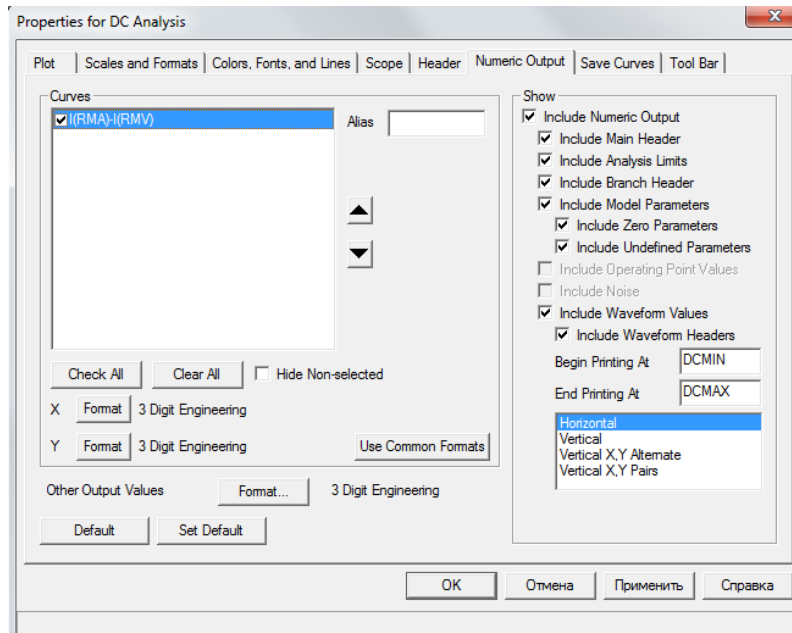 Properties for DC Analysis
x
Plot Scales and Formats Colors, Fonts, and Lines Scope Header Numeric Output Save Curves Tool Bar
Curves
I(RMA)-I(RMV)
Alias
Check All Clear All Hide Non-selected
X Format 3 Digit Engineering
Y Format 3 Digit Engineering Use Common Formats
Other Output Values Format... 3 Digit Engineering
Default Set Default
Show
Include Numeric Output
Include Main Header
Include Analysis Limits
Include Branch Header
Include Model Parameters
Include Zero Parameters
Include Undefined Parameters
Include Operating Point Values
Include Noise
Include Waveform Values
Include Waveform Headers
Begin Printing At DCMIN
End Printing At DCMAX
Horizontal
Vertical
Vertical X,Y Alternate
Vertical X,Y Pairs
OK Отмена Применить Справка